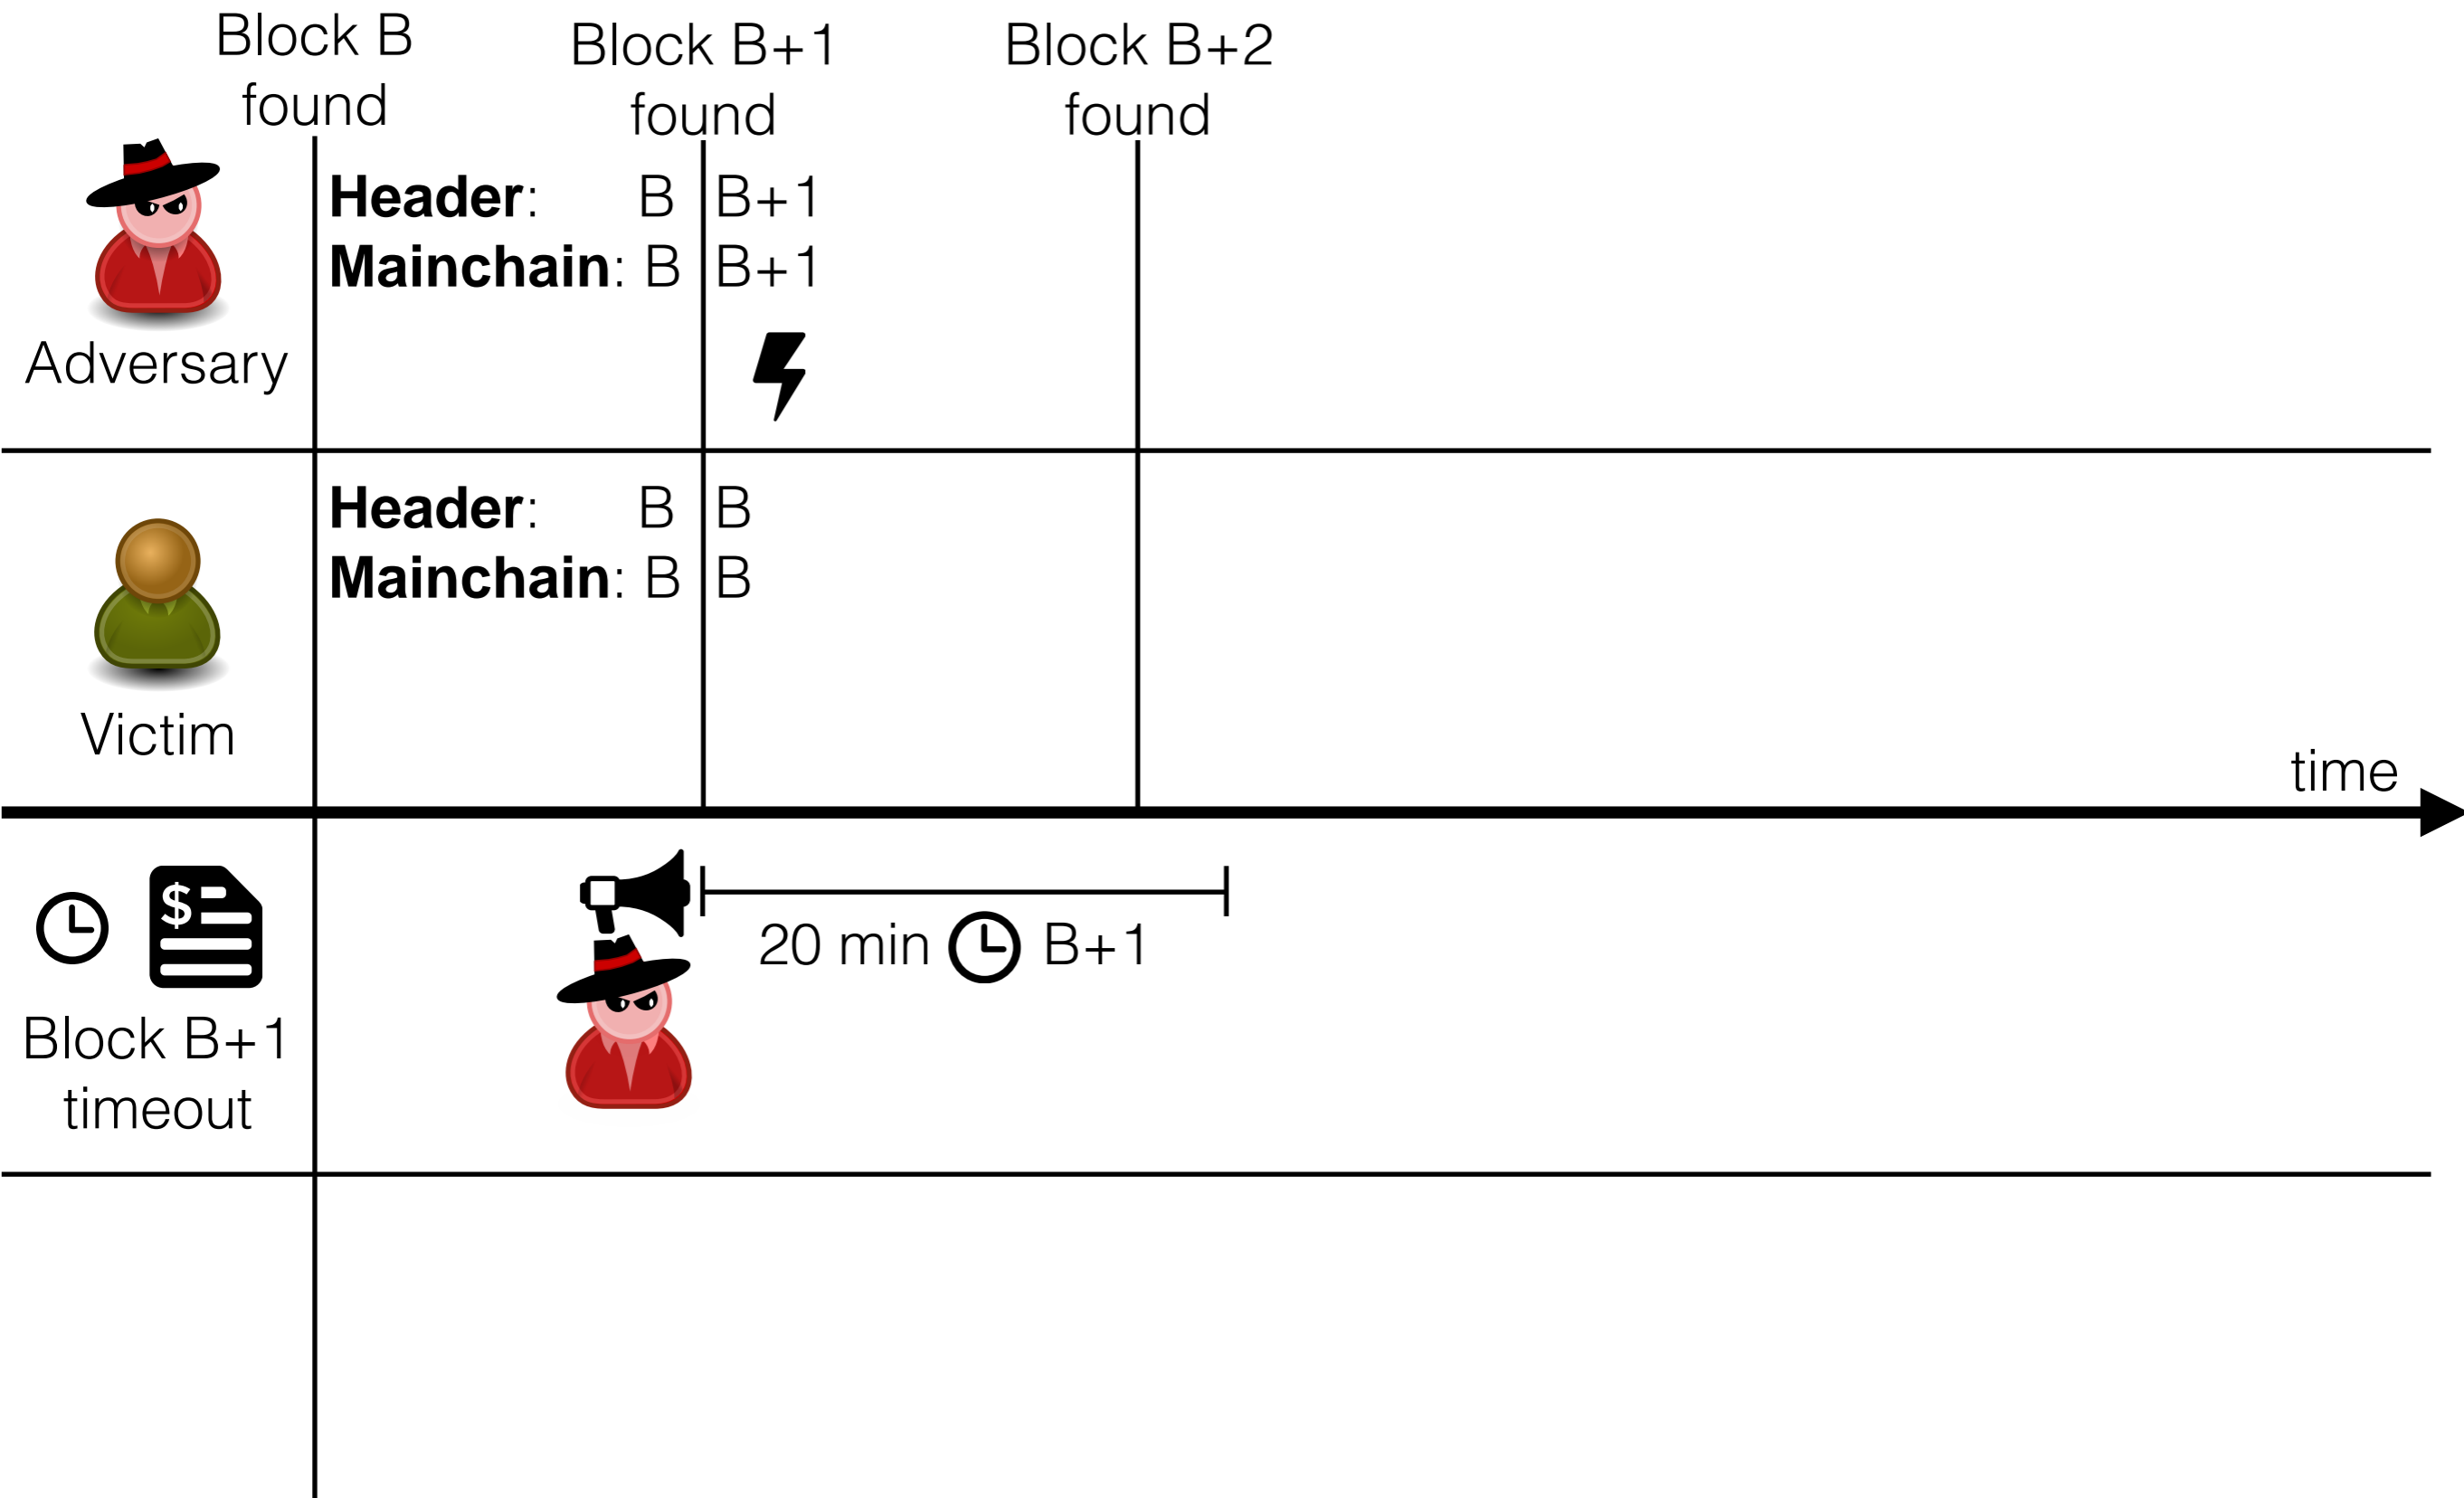 Block B
found
Block B+1
found
Block B+2
found
Header: B B+1
Mainchain: B B+1
Adversary
Header: B B
Mainchain: B B
Victim
time
$
20 min B+1
Block B+1
timeout